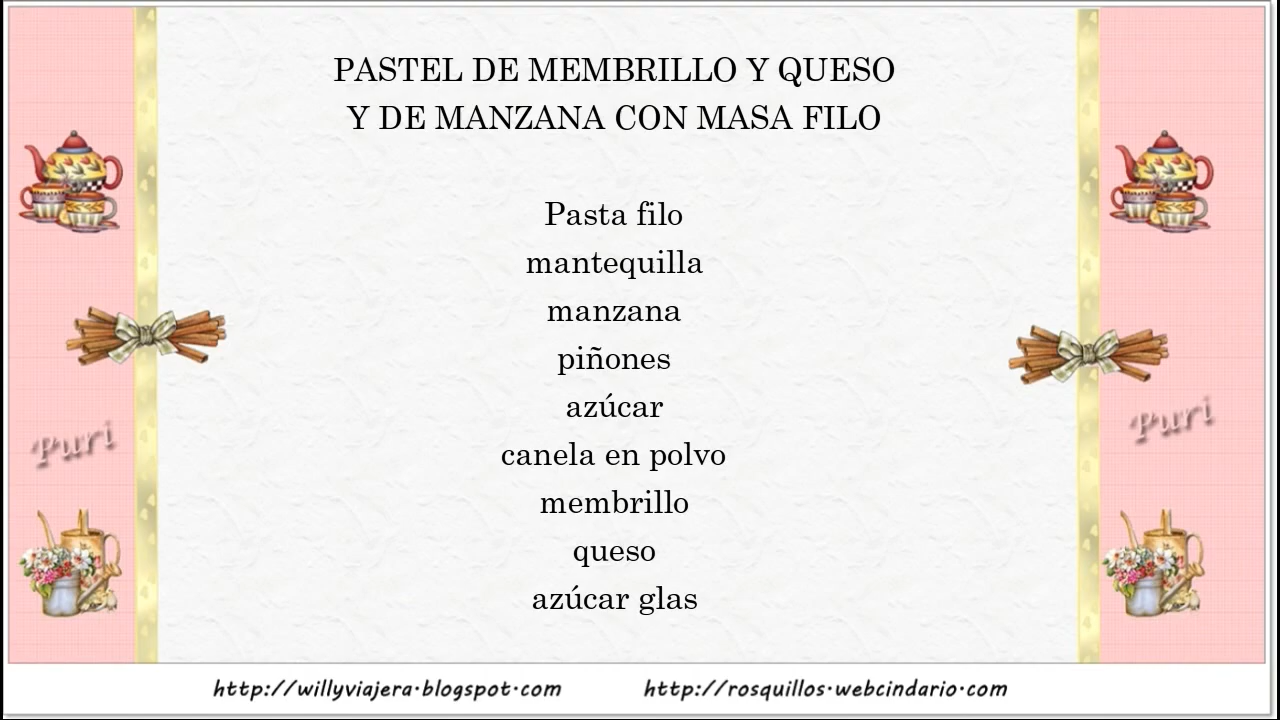 PASTEL DE MEMBRILLO Y QUESO
Y DE MANZANA CON MASA FILO
Pasta filo
mantequilla
manzana
piñones
azúcar
canela en polvo
membrillo
queso
azúcar glas
Puri
Puri
http://willyviajera.blogspot.com
http://rosquillos.webcindario.com